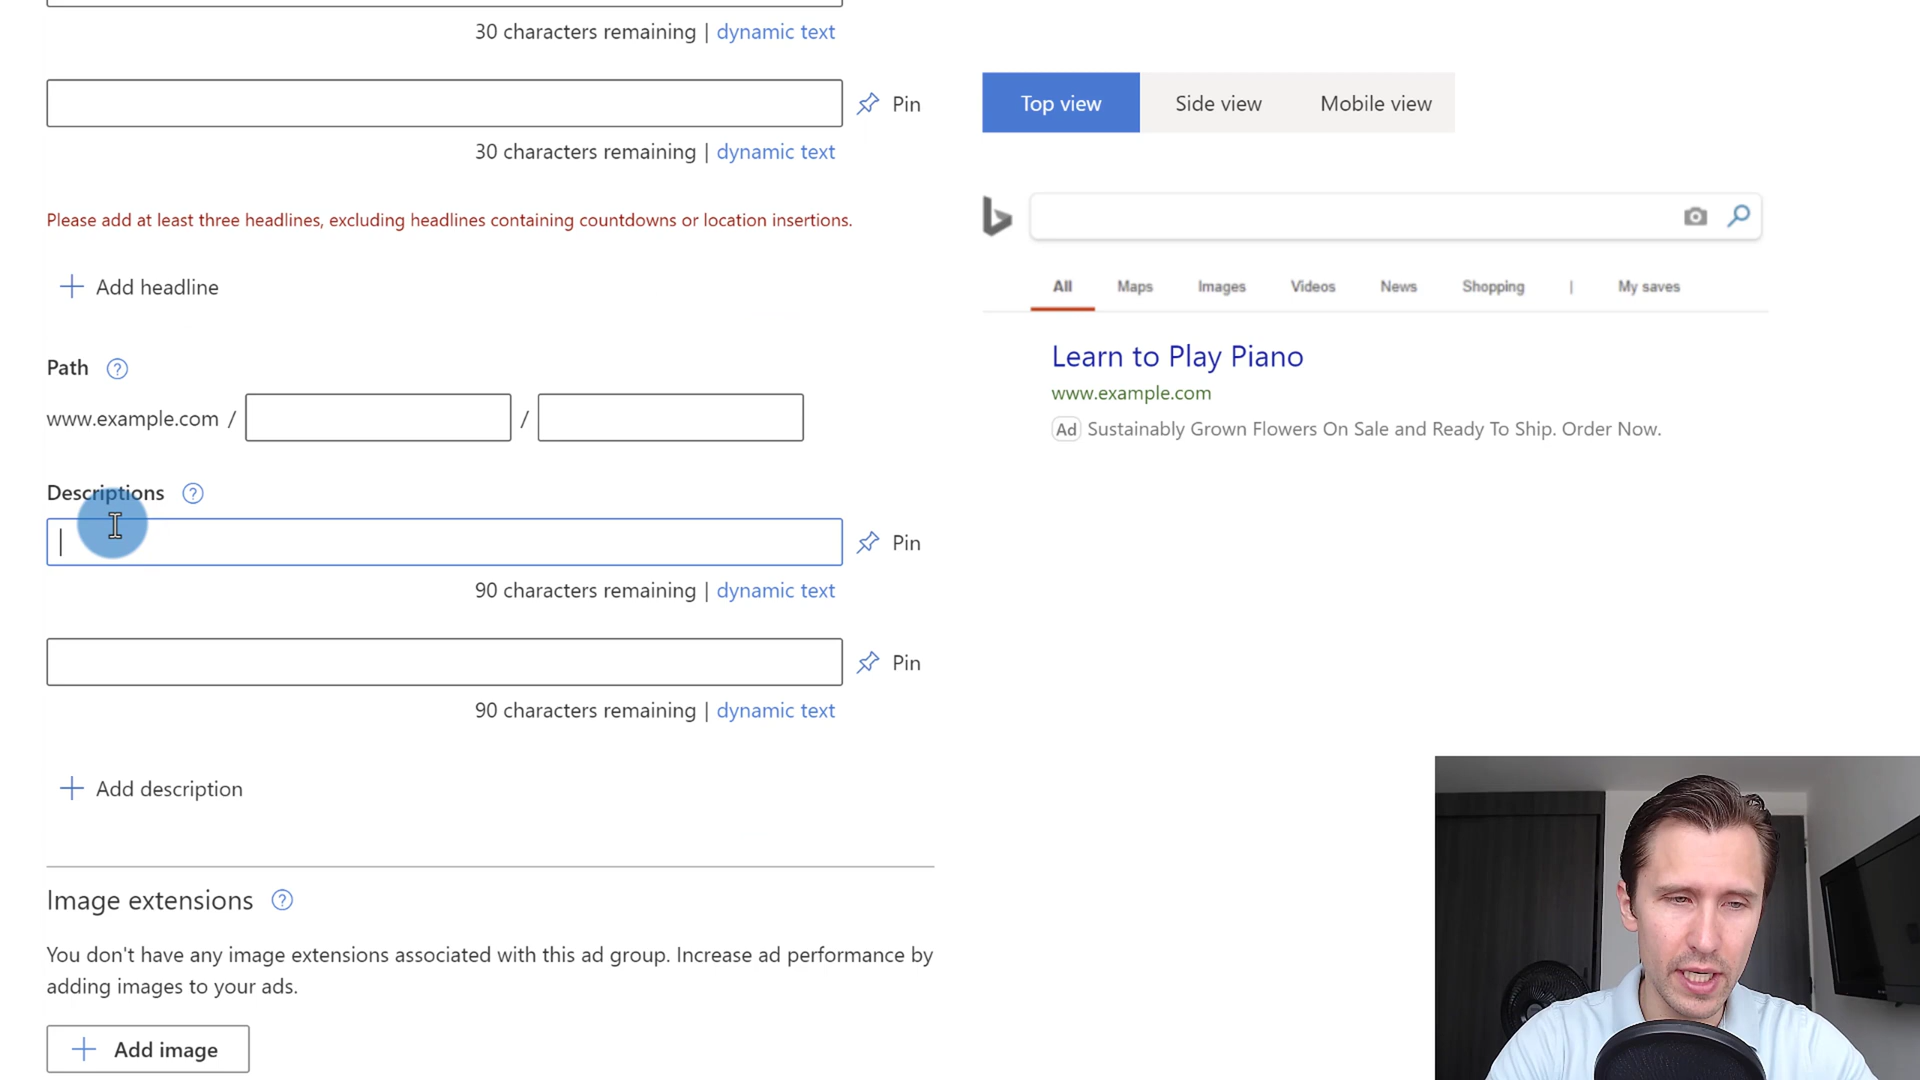 30 characters remaining | dynamic text
Pin
30 characters remaining | dynamic text
Please add at least three headlines, excluding headlines containing countdowns or location insertions.
Add headline
Path
www.example.com / /
Descriptions
Pin
90 characters remaining | dynamic text
Pin
90 characters remaining | dynamic text
Add description
Image extensions
You don't have any image extensions associated with this ad group. Increase ad performance by
adding images to your ads.
Add image
Top view Side view Mobile view
All Maps Images Videos News Shopping | My saves
Learn to Play Piano
www.example.com
Ad Sustainably Grown Flowers On Sale and Ready To Ship. Order Now.